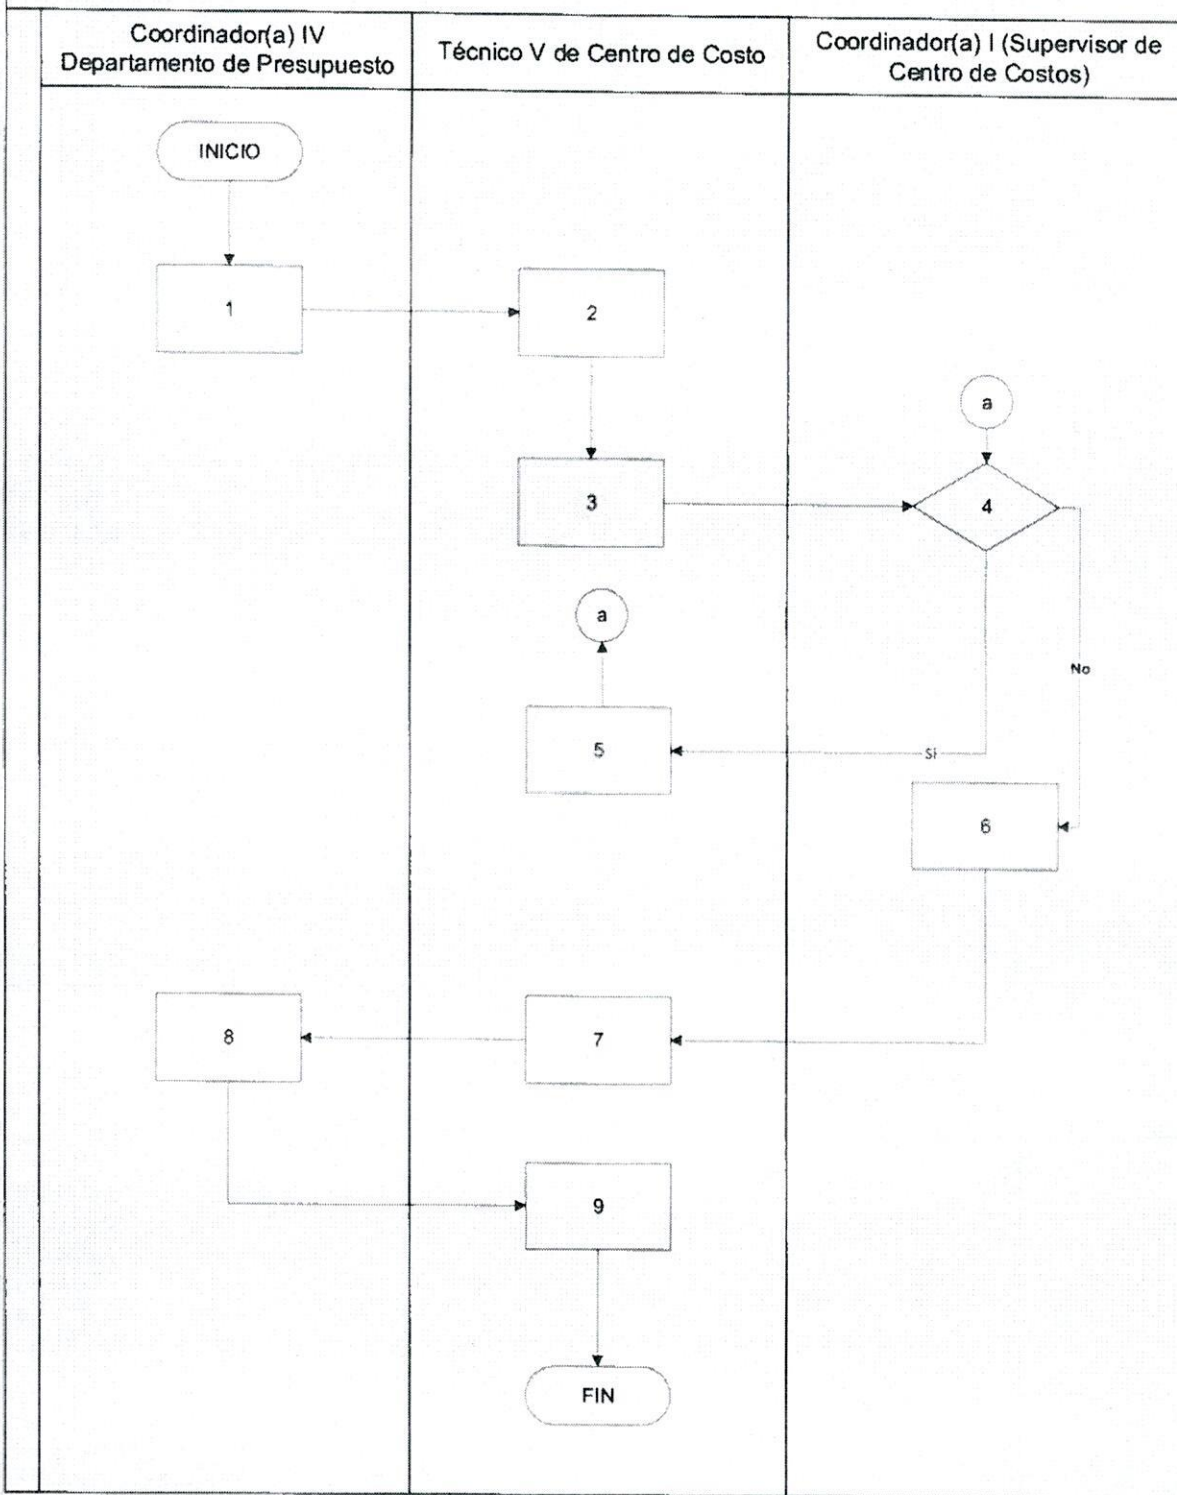 Coordinador(a) IV
Departamento de Presupuesto
Técnico V de Centro de Costo
Coordinador(a) I (Supervisor de
Centro de Costos)
INICIO
1
2
a
3
4
a
No
5
Sí
6
8
7
9
FIN